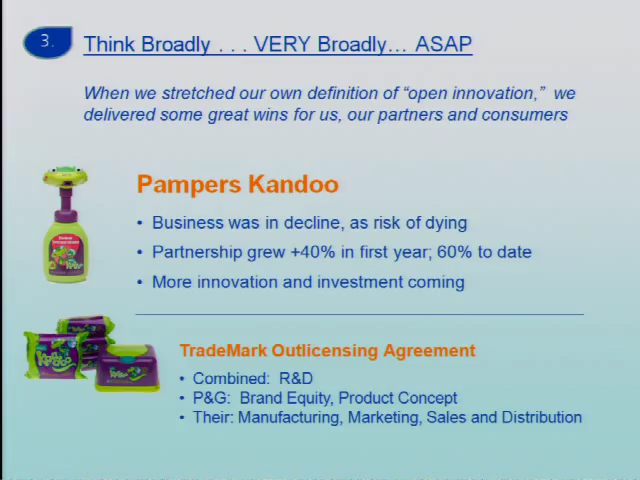 3.
Think Broadly . . . VERY Broadly... ASAP
When we stretched our own definition of “open innovation,” we
delivered some great wins for us, our partners and consumers
Pampers Kandoo
• Business was in decline, as risk of dying
• Partnership grew +40% in first year; 60% to date
• More innovation and investment coming
TradeMark Outlicensing Agreement
• Combined: R&D
• P&G: Brand Equity, Product Concept
• Their: Manufacturing, Marketing, Sales and Distribution